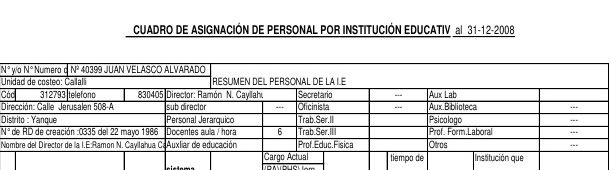 CUADRO DE ASIGNACIÓN DE PERSONAL POR INSTITUCIÓN EDUCATIV al 31-12-2008
N° y/o N° Numero d Nº 40399 JUAN VELASCO ALVARADO
Unidad de costeo: Callalli RESUMEN DEL PERSONAL DE LA I.E
Cód 312793 telefono 830405 Director: Ramón N. Cayllahu Secretario --- Aux Lab
Dirección: Calle Jerusalen 508-A sub director --- Oficinista --- Aux.Biblioteca ---
Distrito : Yanque Personal Jerarquico Trab.Ser.II Psicologo ---
N° de RD de creación :0335 del 22 mayo 1986 Docentes aula / hora 6 Trab.Ser.III --- Prof. Form.Laboral ---
Nombre del Director de la I.E:Ramon N. Cayllahua Ca Auxiliar de educación Prof.Educ.Fisica Otros ---
Cargo Actual tiempo de Institución que
sistema (PAP/PHS) Jorn